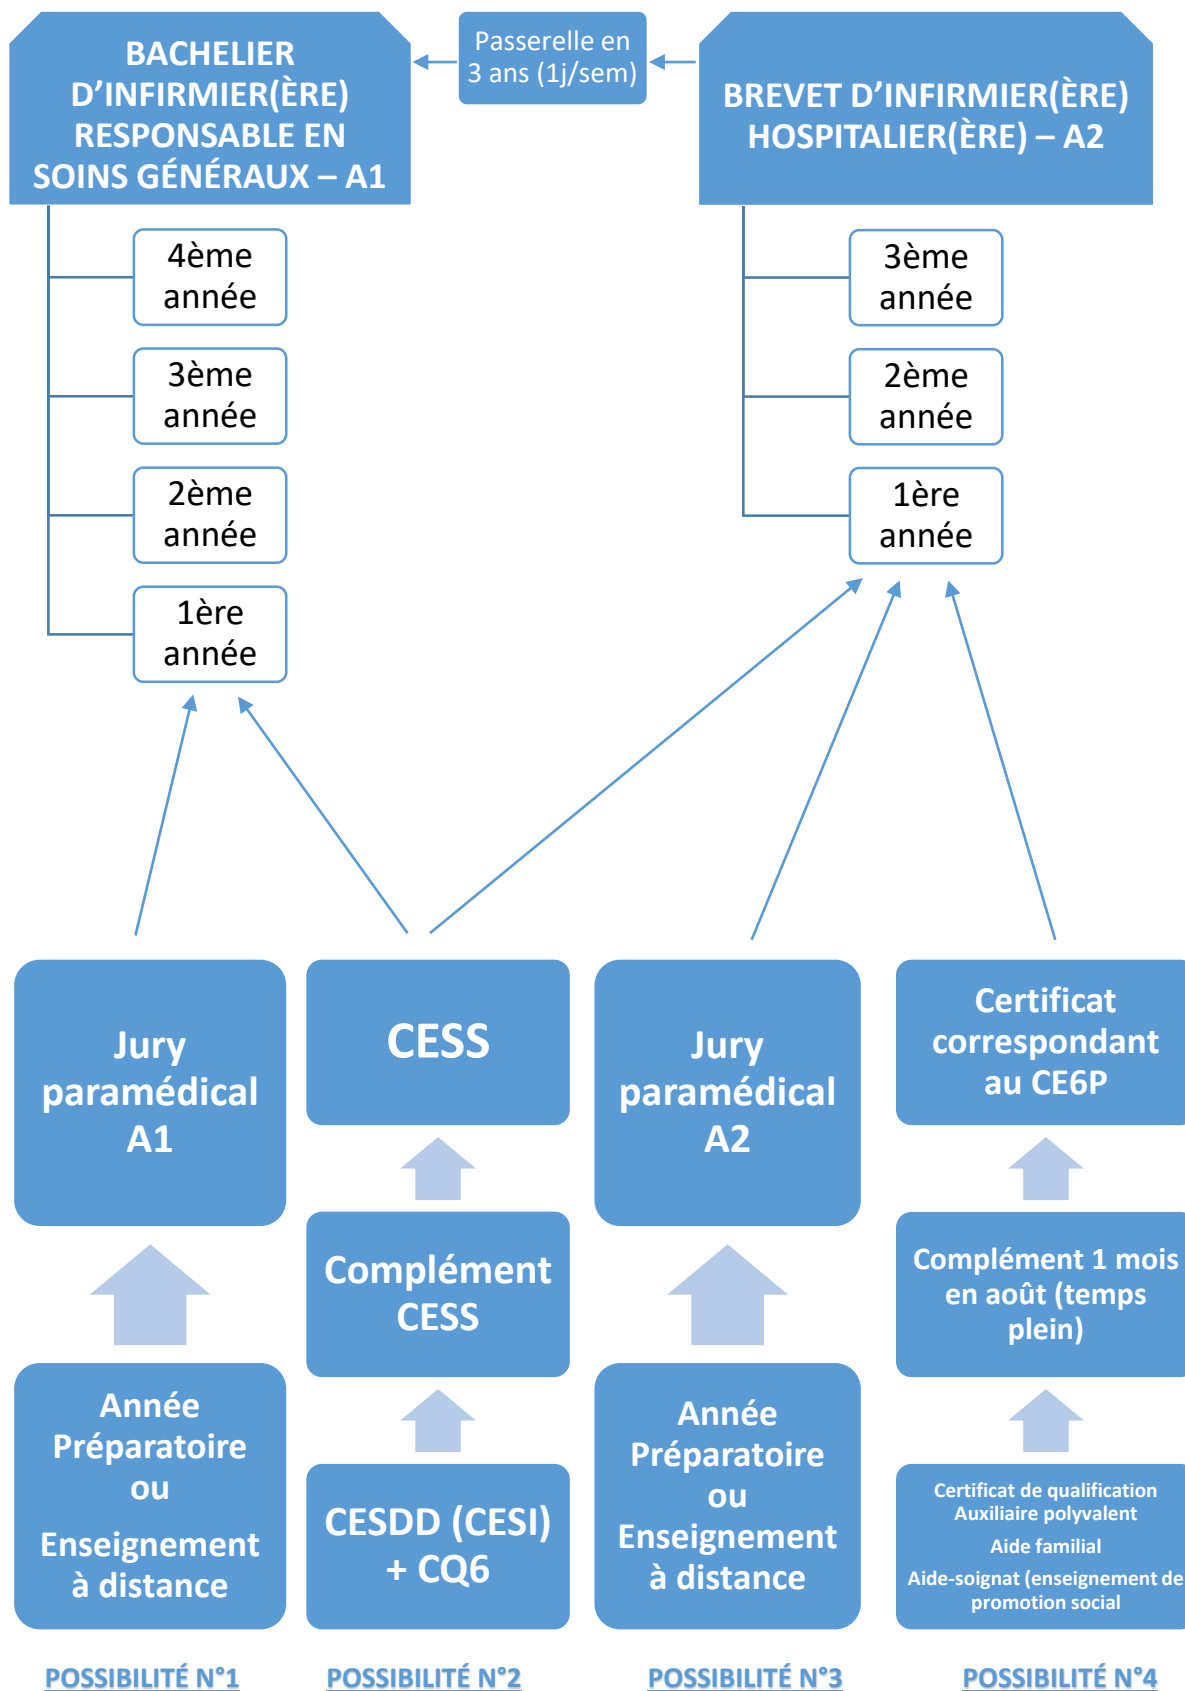 BACHELIER
D’INFIRMIER(ÈRE)
RESPONSABLE EN
SOINS GÉNÉRAUX – A1
Passerelle en
3 ans (1j/sem)
BREVET D’INFIRMIER(ÈRE)
HOSPITALIER(ÈRE) – A2
4ème
année
3ème
année
2ème
année
1ère
année
3ème
année
2ème
année
1ère
année
Jury
paramédical
A1
Année
Préparatoire
ou
Enseignement
à distance
CESS
Complément
CESS
CESDD (CESI)
+ CQ6
Jury
paramédical
A2
Année
Préparatoire
ou
Enseignement
à distance
Certificat
correspondant
au CE6P
Complément 1 mois
en août (temps
plein)
Certificat de qualification
Auxiliaire polyvalent
Aide familial
Aide-soignat (enseignement de
promotion social
POSSIBILITÉ N°1
POSSIBILITÉ N°2
POSSIBILITÉ N°3
POSSIBILITÉ N°4